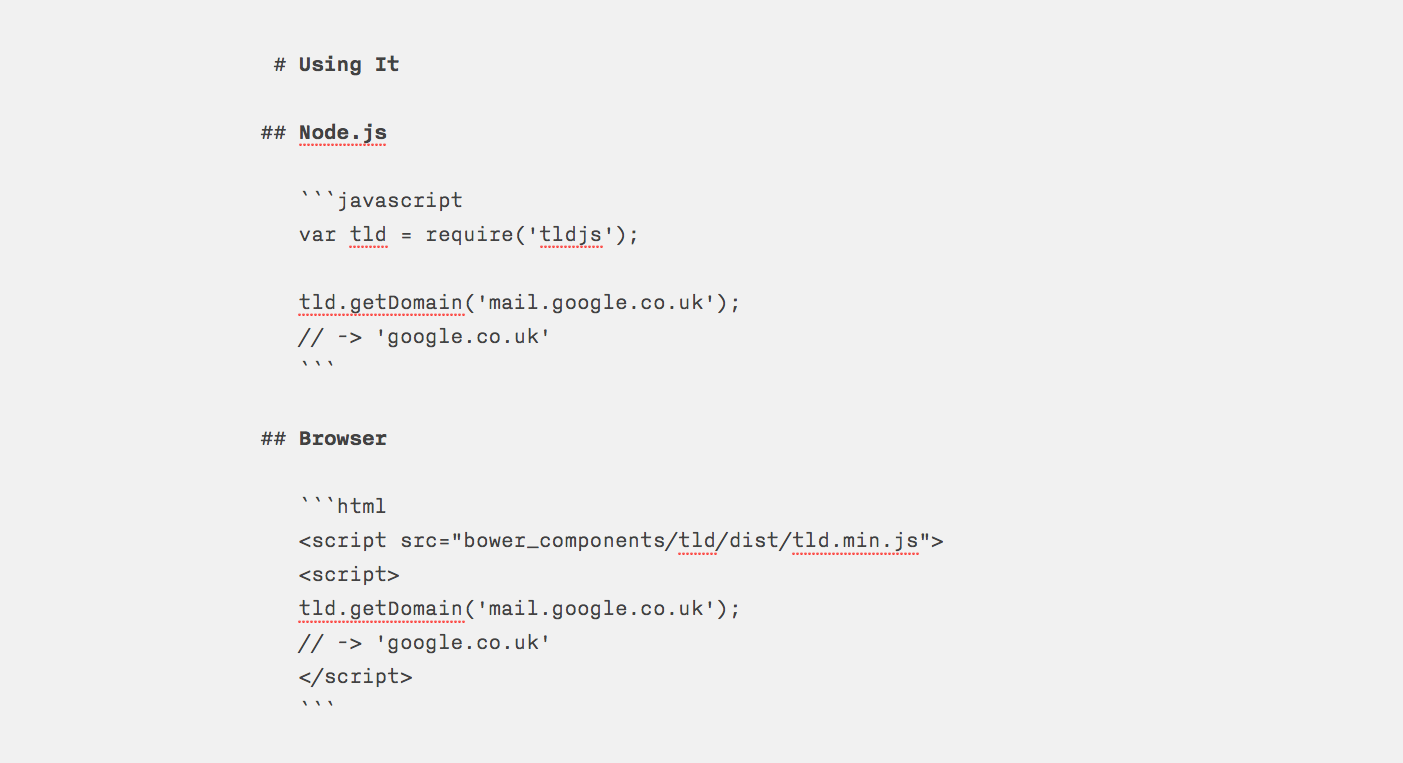 # Using It
## Node.js
```javascript
var tld = require('tldjs');
tld.getDomain('mail.google.co.uk');
// -> 'google.co.uk'
```
## Browser
```html
<script src="bower_components/tld/dist/tld.min.js">
<script>
tld.getDomain('mail.google.co.uk');
// -> 'google.co.uk'
</script>
```